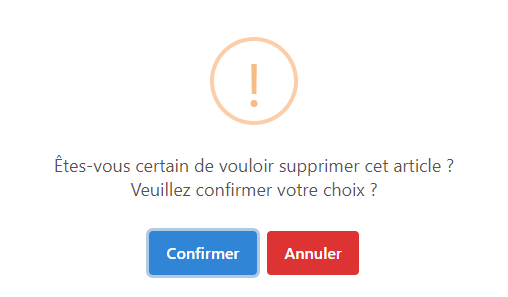 !
Êtes-vous certain de vouloir supprimer cet article ?
Veuillez confirmer votre choix ?
Confirmer
Annuler